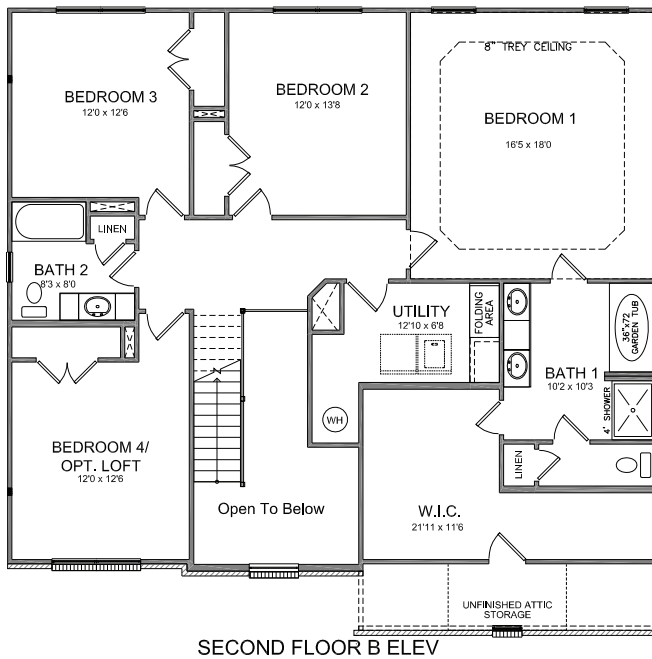 8" TREY CEILING
BEDROOM 3
12'0 x 12'6
BEDROOM 2
12'0 x 13'8
BEDROOM 1
16'5 x 18'0
LINEN
BATH 2
8'3 x 8'0
UTILITY
12'10 x 6'8
FOLDING
AREA
36"x72
GARDEN TUB
BATH 1
10'2 x 10'3
4' SHOWER
WH
BEDROOM 4/
OPT. LOFT
12'0 x 12'6
LINEN
Open To Below
W.I.C.
21'11 x 11'6
UNFINISHED ATTIC
STORAGE
SECOND FLOOR B ELEV